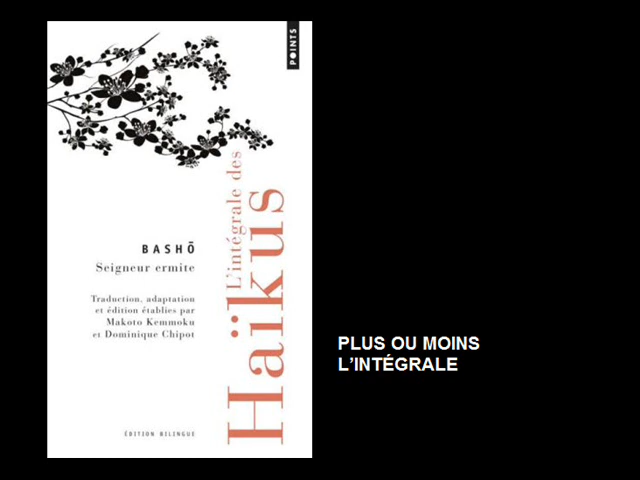 POINTS
BASHÕ
Seigneur ermite
L'intégrale des
Haïkus
Traduction, adaptation
et édition établies par
Makoto Kemmoku
et Dominique Chipot
ÉDITION BILINGUE
PLUS OU MOINS
L'INTÉGRALE